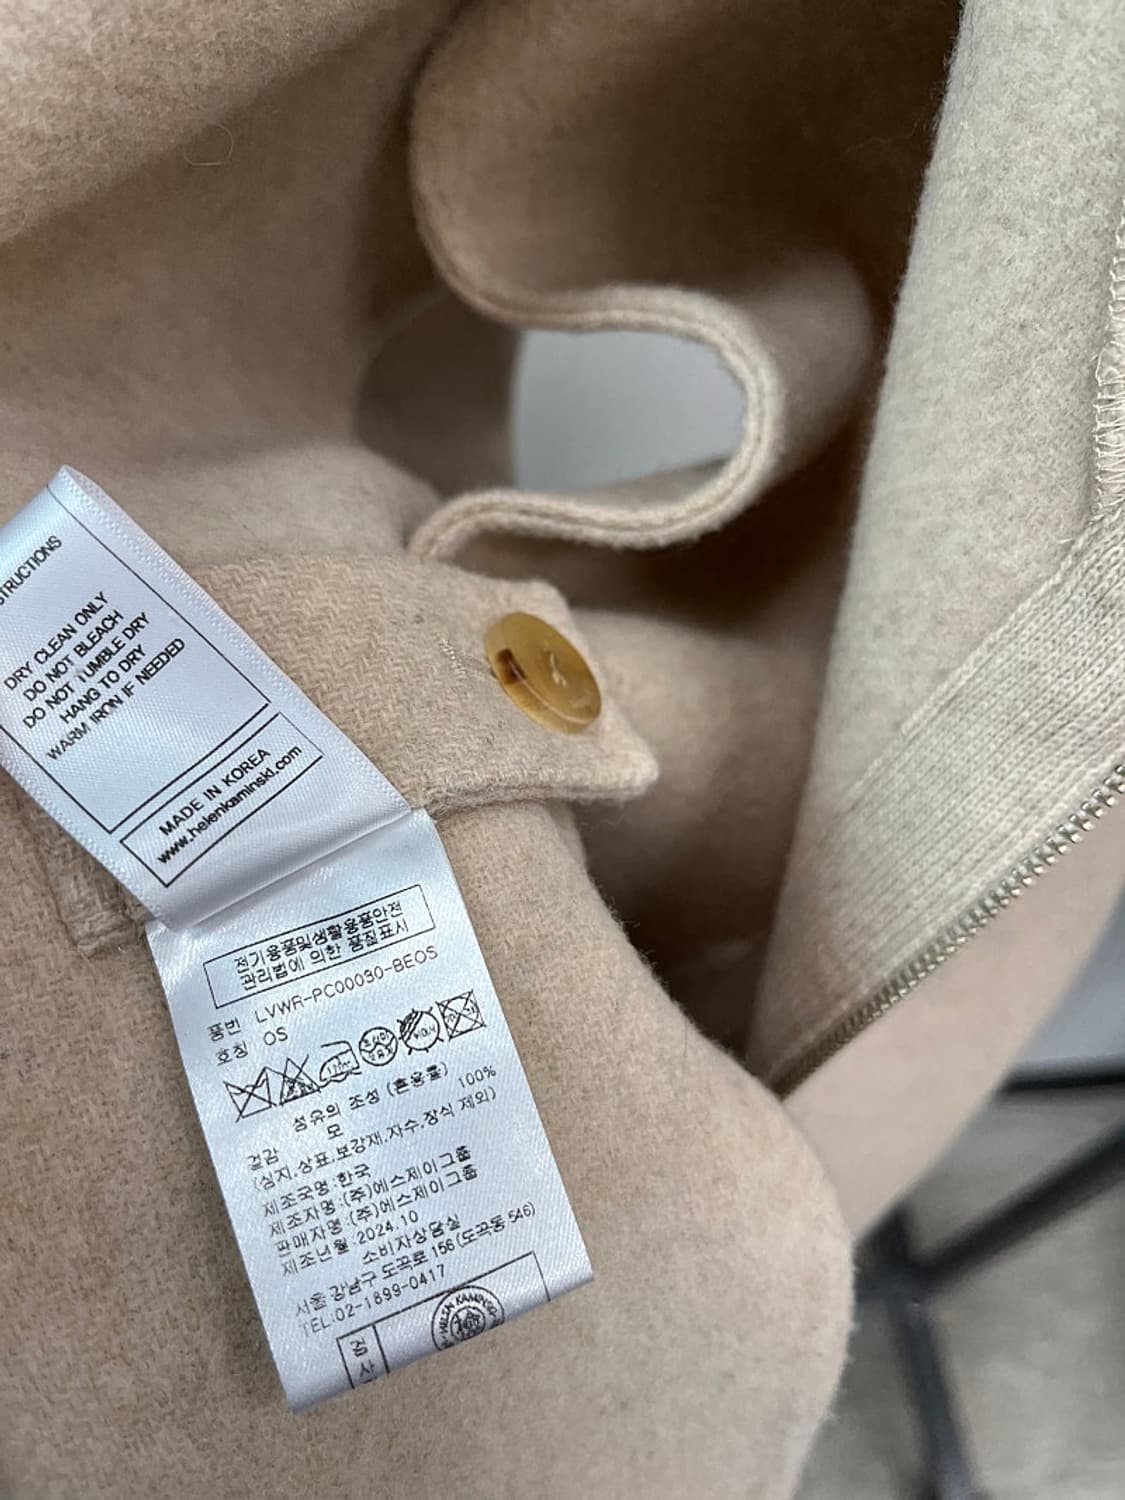 STRUCTIONS
DRY CLEAN ONLY
DO NOT BLEACH
DO NOT TUMBLE DRY
HANG TO DRY
WARM IRON IF NEEDED
MADE IN KOREA
www.helenkaminski.com
전기용품및생활용품안전
관리법에 의한 품질표시
품번 LVWR-PC00090-BEOS
호칭 OS
섬유의 조성 (혼용률)
겉감 모 100%
(심지,상표,보강재,자수,장식 제외)
제조국명:한국
제조자명:(주)에스제이그룹
판매자명:(주)에스제이그룹
제조년월:2024.10
소비자상담실
서울 강남구 도곡로 156 (도곡동 546)
TEL:02-1899-0417
검사
HELEN KAMINSKI